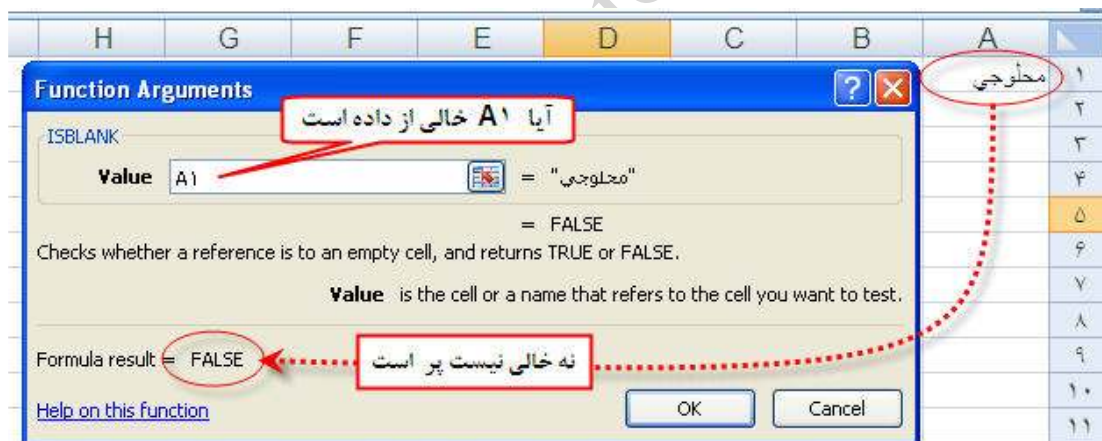 H G F E D C B A
محلوجي ۱
Function Arguments
۲
آیا A۱ خالی از داده است
ISBLANK
۳
Value A۱ = "محلوجي"
۴
= FALSE
۵
Checks whether a reference is to an empty cell, and returns TRUE or FALSE.
۶
Value is the cell or a name that refers to the cell you want to test.
۷
۸
Formula result = FALSE
نه خالی نیست پر است
۹
Help on this function OK Cancel
۱۰
۱۱